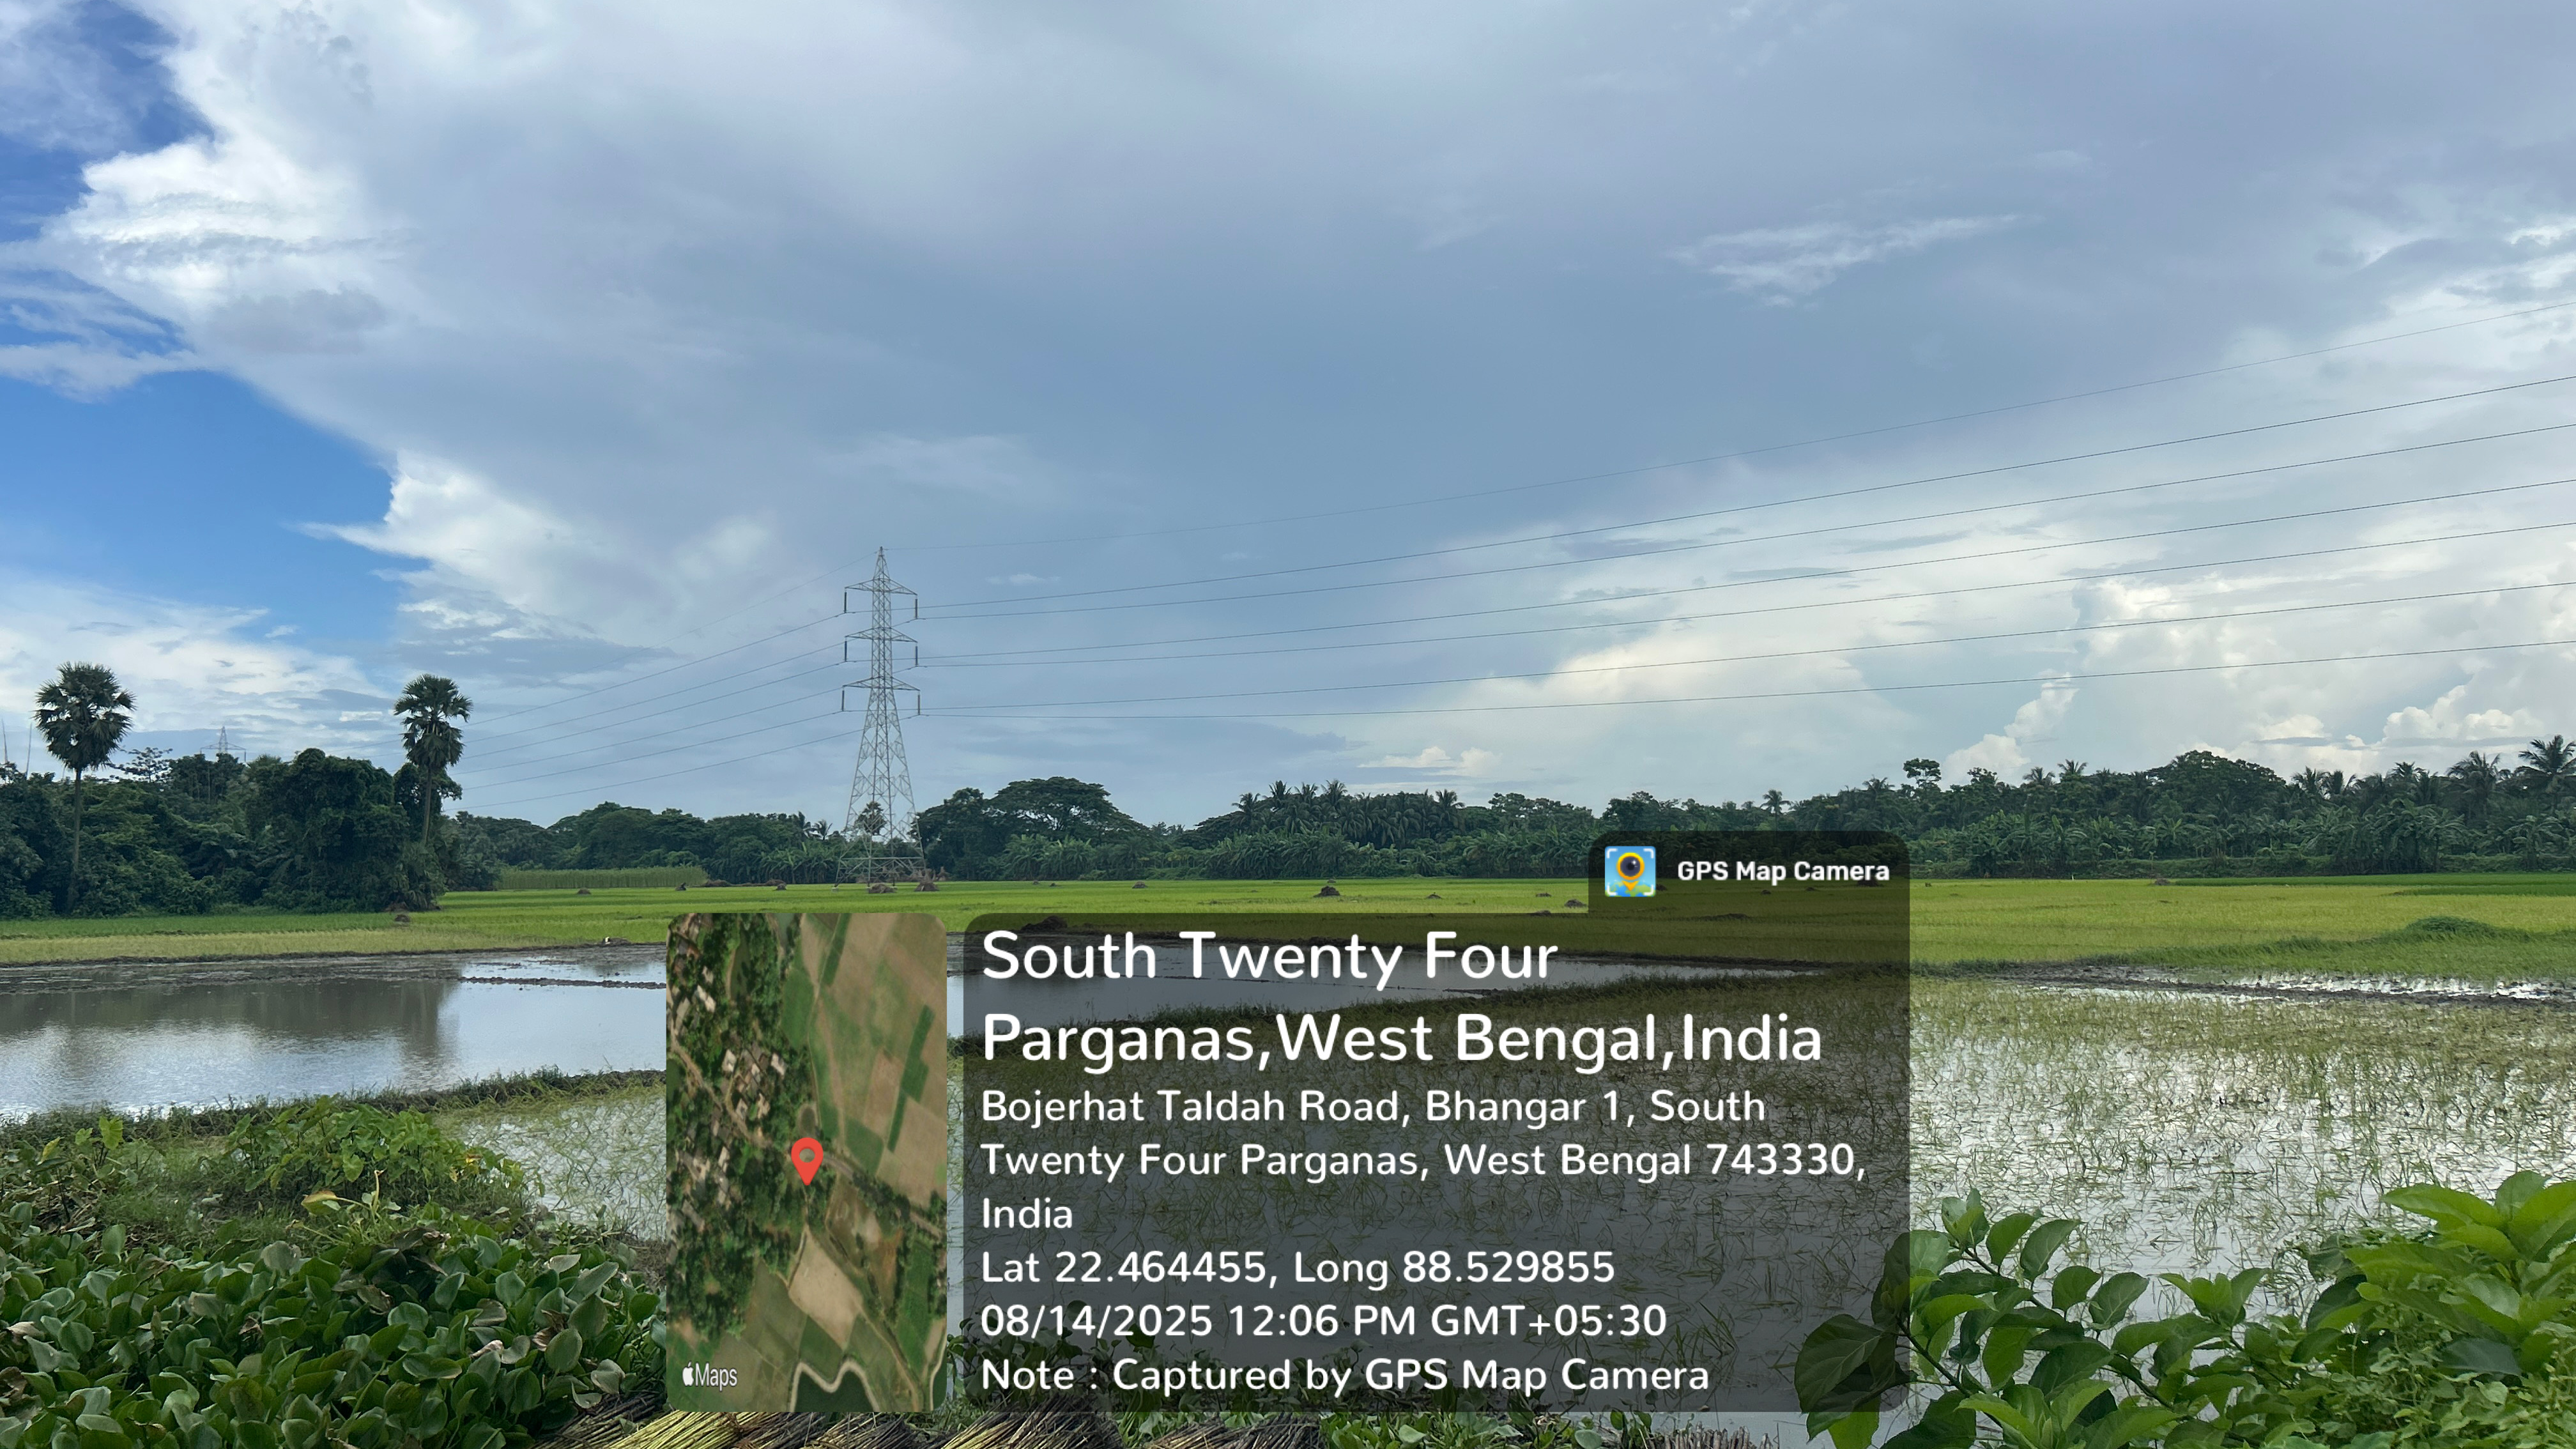 GPS Map Camera
South Twenty Four
Parganas,West Bengal,India
Bojerhat Taldah Road, Bhangar 1, South
Twenty Four Parganas, West Bengal 743330,
India
Lat 22.464455, Long 88.529855
08/14/2025 12:06 PM GMT+05:30
Note : Captured by GPS Map Camera
Maps